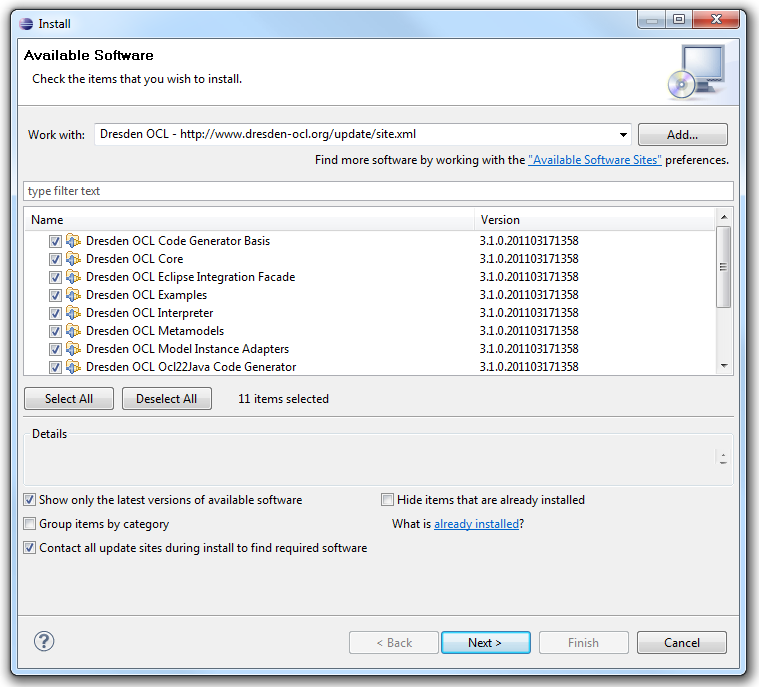 Install
Available Software
Check the items that you wish to install.
Work with: Dresden OCL - http://www.dresden-ocl.org/update/site.xml Add...
Find more software by working with the "Available Software Sites" preferences.
type filter text
Name Version
Dresden OCL Code Generator Basis 3.1.0.201103171358
Dresden OCL Core 3.1.0.201103171358
Dresden OCL Eclipse Integration Facade 3.1.0.201103171358
Dresden OCL Examples 3.1.0.201103171358
Dresden OCL Interpreter 3.1.0.201103171358
Dresden OCL Metamodels 3.1.0.201103171358
Dresden OCL Model Instance Adapters 3.1.0.201103171358
Dresden OCL Ocl22Java Code Generator 3.1.0.201103171358
Select All Deselect All 11 items selected
Details
Show only the latest versions of available software Hide items that are already installed
Group items by category What is already installed?
Contact all update sites during install to find required software
? < Back Next > Finish Cancel